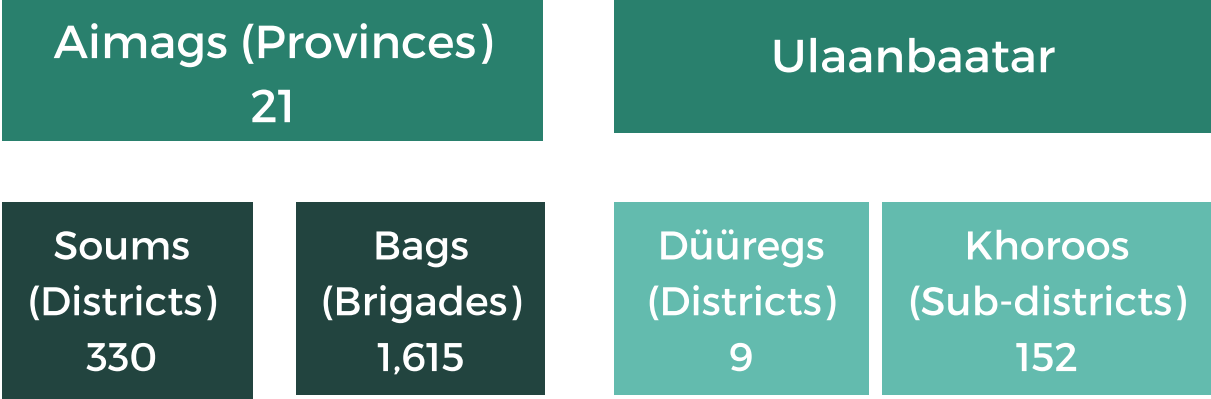 Aimags (Provinces)
21
Ulaanbaatar
Soums
(Districts)
330
Bags
(Brigades)
1,615
Düüregs
(Districts)
9
Khoroos
(Sub-districts)
152